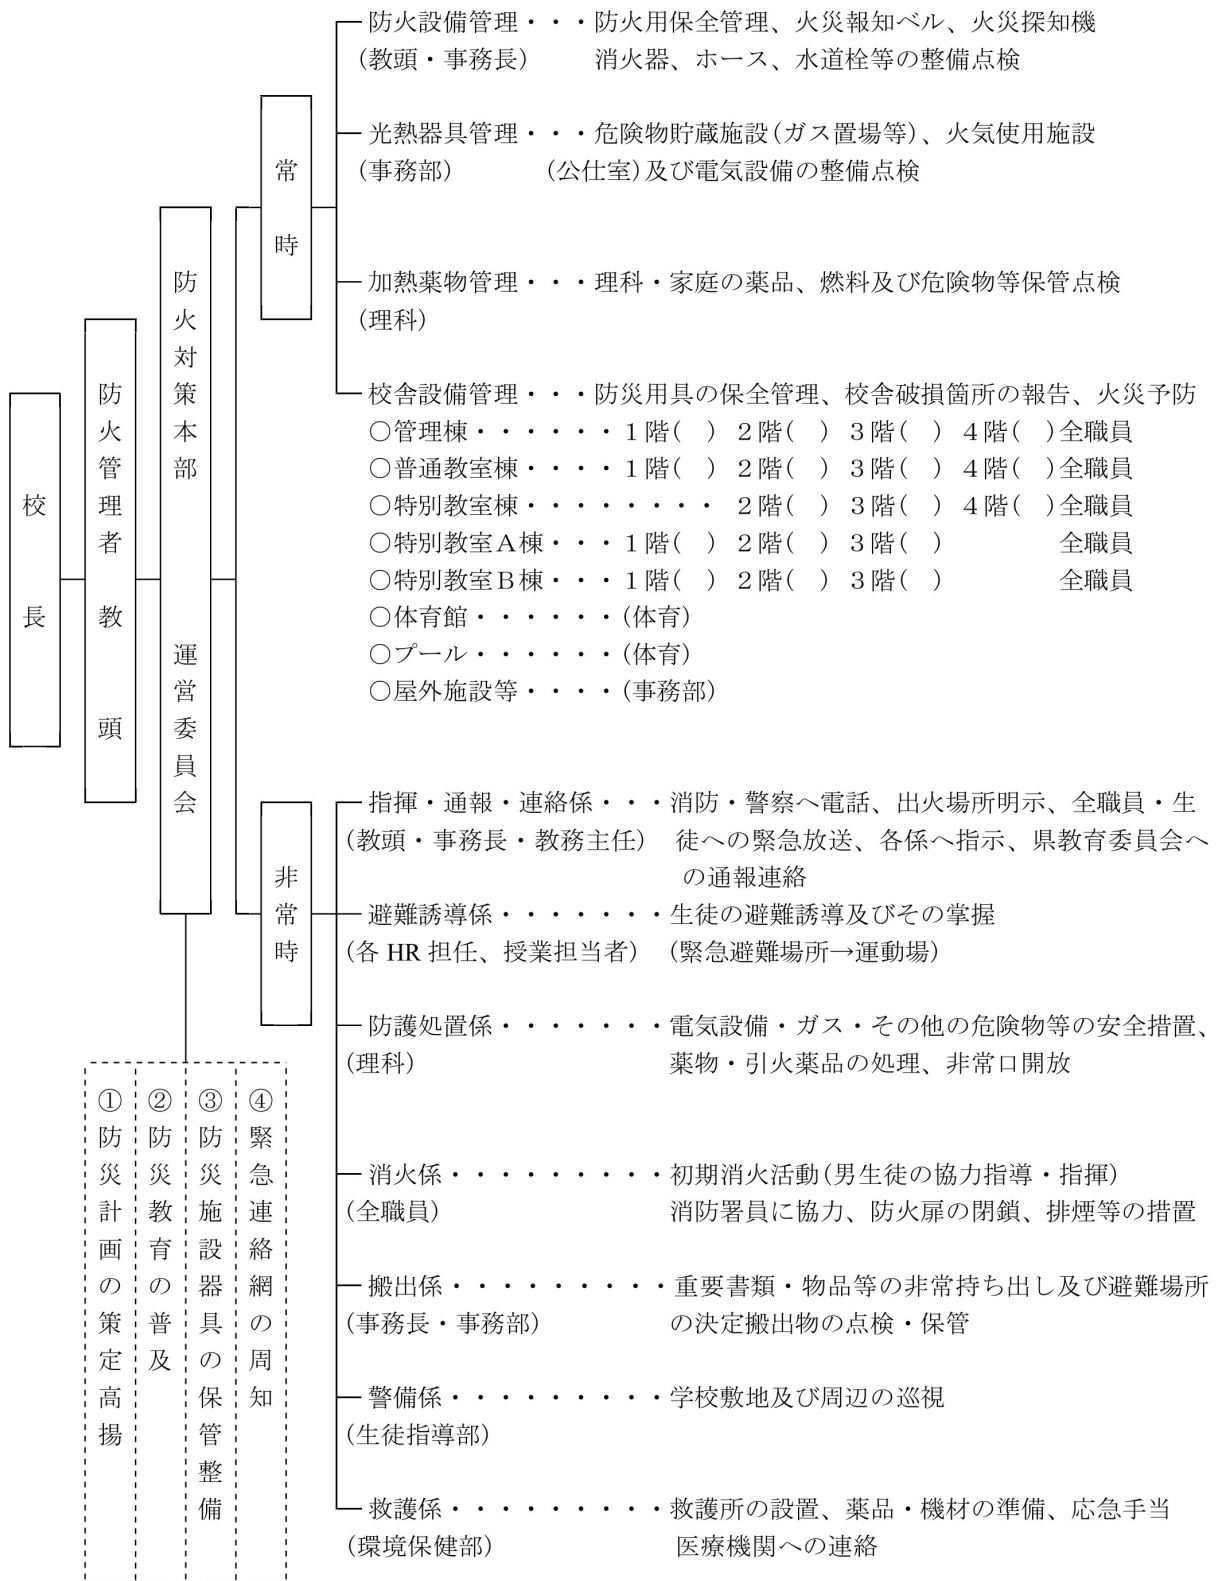 校長
防火管理者 教頭
防火対策本部 運営委員会
①防災計画の策定高揚
②防災教育の普及
③防災施設器具の保管整備
④緊急連絡網の周知
常時
防火設備管理・・・防火用保全管理、火災報知ベル、火災探知機
(教頭・事務長) 消火器、ホース、水道栓等の整備点検
光熱器具管理・・・危険物貯蔵施設(ガス置場等)、火気使用施設
(事務部) (公仕室)及び電気設備の整備点検
加熱薬物管理・・・理科・家庭の薬品、燃料及び危険物等保管点検
(理科)
校舎設備管理・・・防災用具の保全管理、校舎破損箇所の報告、火災予防
○管理棟・・・・・・1階( ) 2階( ) 3階( ) 4階( )全職員
○普通教室棟・・・・1階( ) 2階( ) 3階( ) 4階( )全職員
○特別教室棟・・・・・・・・ 2階( ) 3階( ) 4階( )全職員
○特別教室A棟・・・1階( ) 2階( ) 3階( ) 全職員
○特別教室B棟・・・1階( ) 2階( ) 3階( ) 全職員
○体育館・・・・・・(体育)
○プール・・・・・・(体育)
○屋外施設等・・・・(事務部)
非常時
指揮・通報・連絡係・・・消防・警察へ電話、出火場所明示、全職員・生
(教頭・事務長・教務主任) 徒への緊急放送、各係へ指示、県教育委員会へ
の通報連絡
避難誘導係・・・・・・・生徒の避難誘導及びその掌握
(各 HR 担任、授業担当者) (緊急避難場所→運動場)
防護処置係・・・・・・・電気設備・ガス・その他の危険物等の安全措置、
(理科) 薬物・引火薬品の処理、非常口開放
消火係・・・・・・・・・初期消火活動(男生徒の協力指導・指揮)
(全職員) 消防署員に協力、防火扉の閉鎖、排煙等の措置
搬出係・・・・・・・・・重要書類・物品等の非常持ち出し及び避難場所
(事務長・事務部) の決定搬出物の点検・保管
警備係・・・・・・・・・学校敷地及び周辺の巡視
(生徒指導部)
救護係・・・・・・・・・救護所の設置、薬品・機材の準備、応急手当
(環境保健部) 医療機関への連絡